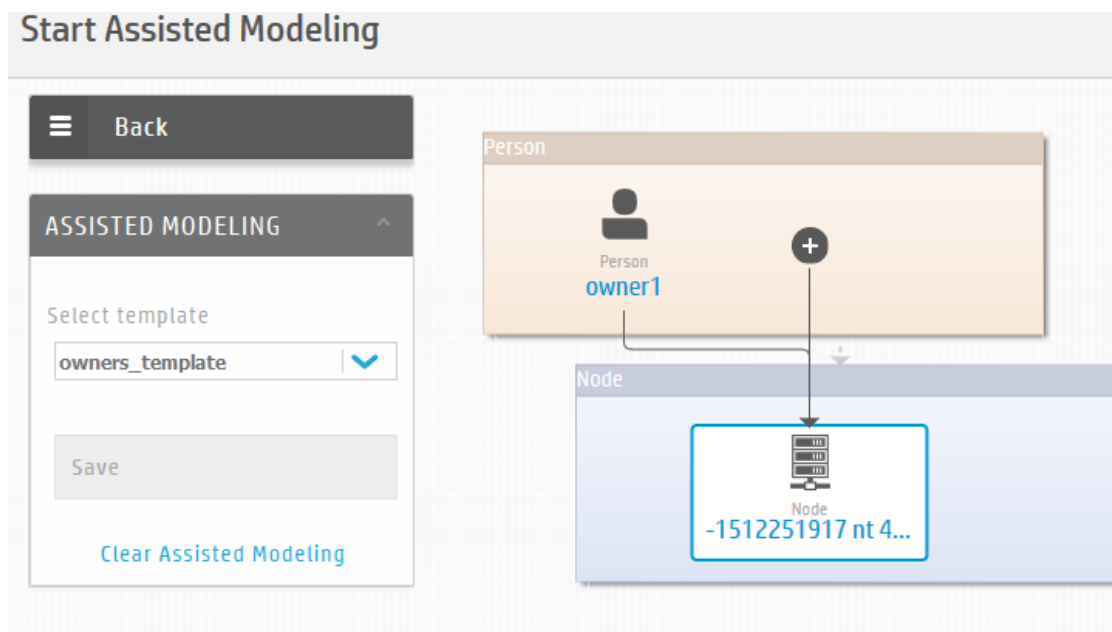 Start Assisted Modeling
Back
ASSISTED MODELING
Select template
owners_template
Save
Clear Assisted Modeling
Person
Person
owner1
Node
Node
-1512251917 nt 4...